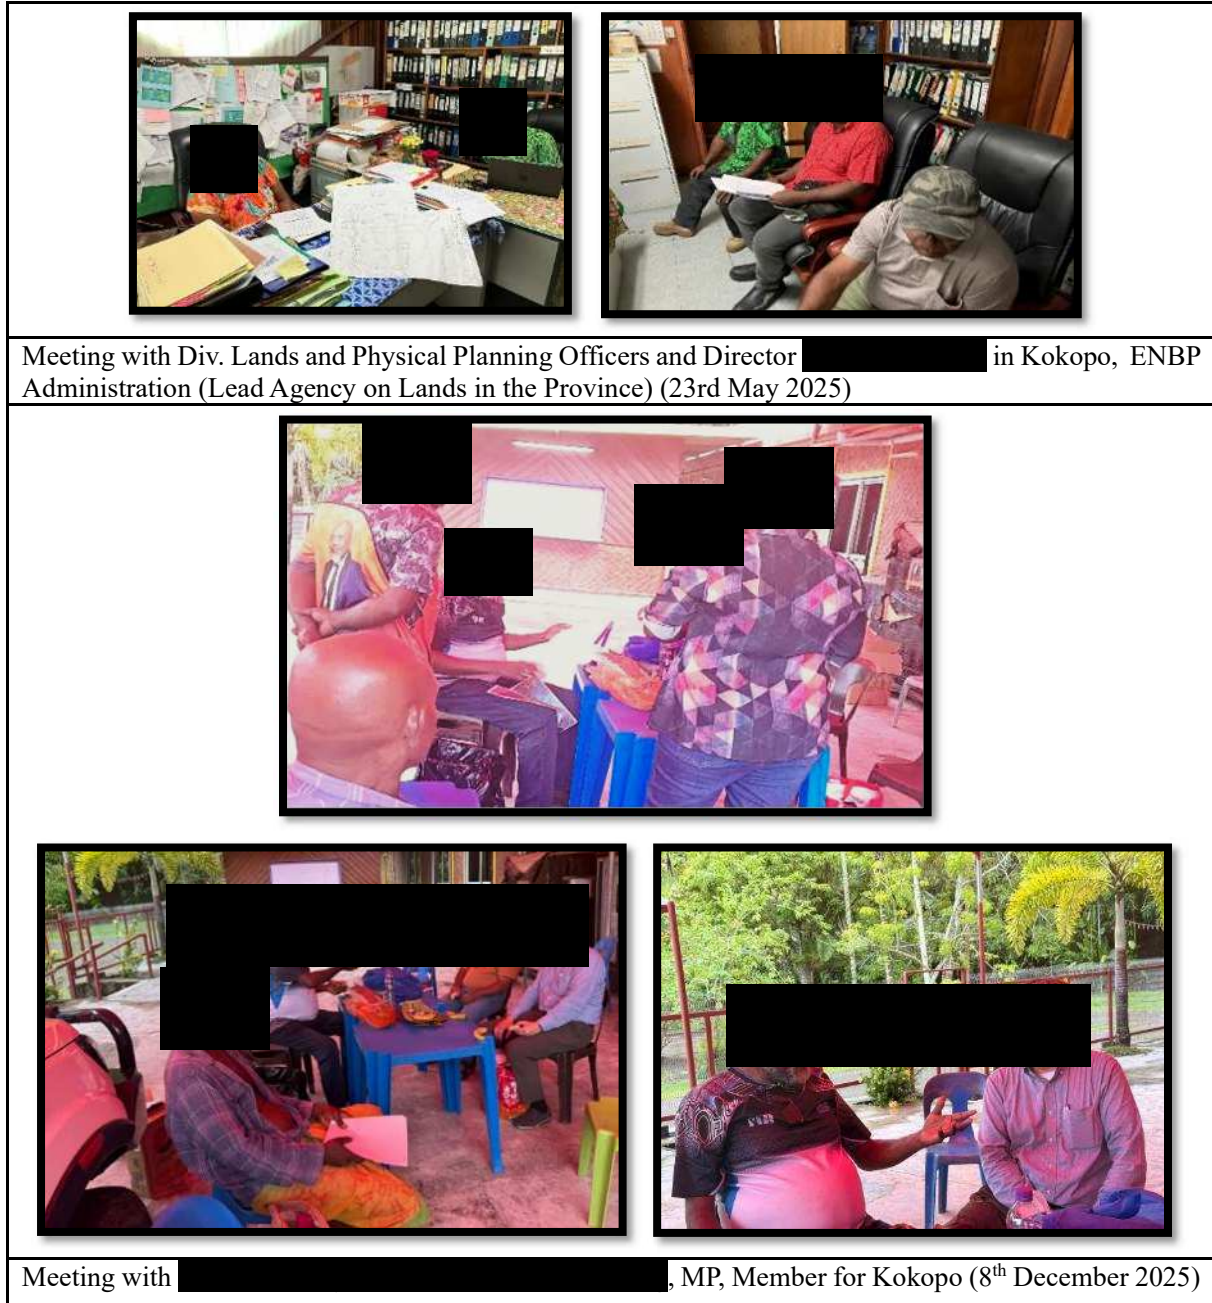 Meeting with Div. Lands and Physical Planning Officers and Director in Kokopo, ENBP
Administration (Lead Agency on Lands in the Province) (23rd May 2025)
Meeting with , MP, Member for Kokopo (8th December 2025)